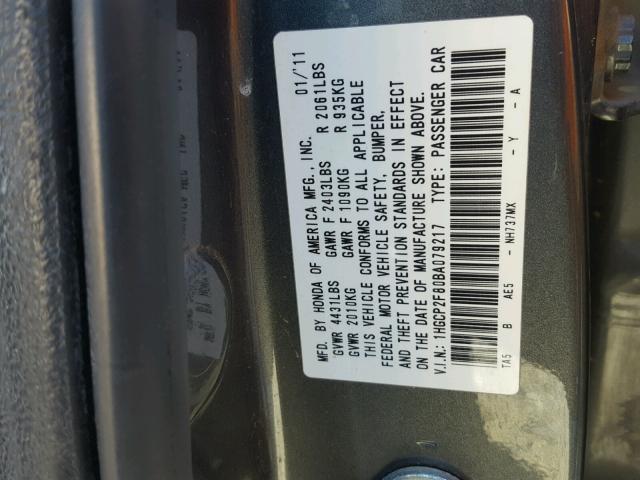 MFD. BY HONDA OF AMERICA MFG., INC. 01/'11
GVWR 4431LBS GAWR F 2403LBS R 2061LBS
GVWR 2010KG GAWR F 1090KG R 935KG
THIS VEHICLE CONFORMS TO ALL APPLICABLE
FEDERAL MOTOR VEHICLE SAFETY, BUMPER,
AND THEFT PREVENTION STANDARDS IN EFFECT
ON THE DATE OF MANUFACTURE SHOWN ABOVE.
V.I.N.: 1HGCP2F80BA079217 TYPE: PASSENGER CAR
TA5 B AE5 - NH737MX - Y - A